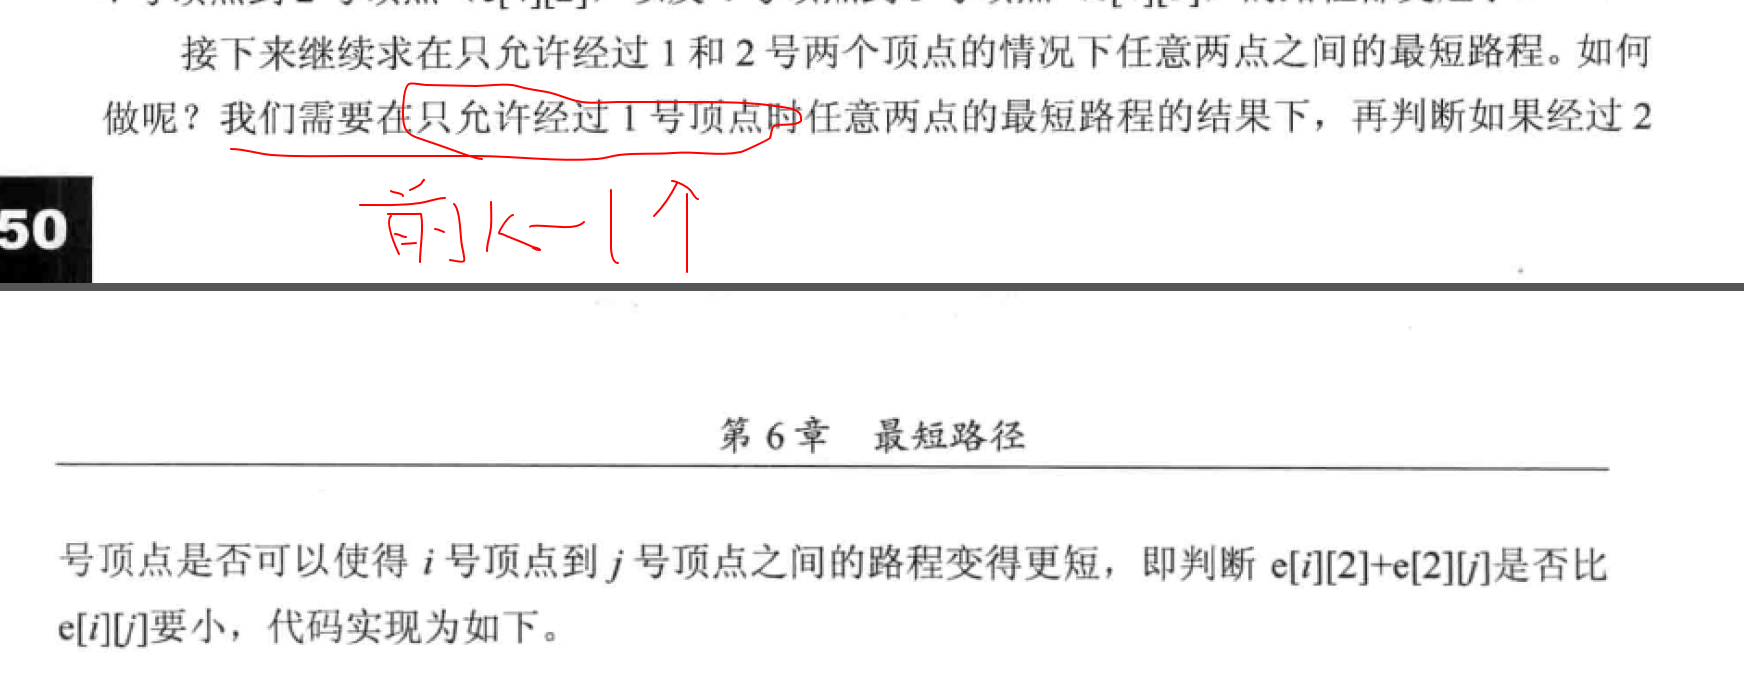 接下来继续求在只允许经过 1 和 2 号两个顶点的情况下任意两点之间的最短路程。如何
做呢？我们需要在只允许经过 1 号顶点时任意两点的最短路程的结果下，再判断如果经过 2
前K-1个
50
第 6 章 最短路径
号顶点是否可以使得 i 号顶点到 j 号顶点之间的路程变得更短，即判断 e[i][2]+e[2][j]是否比
e[i][j]要小，代码实现为如下。